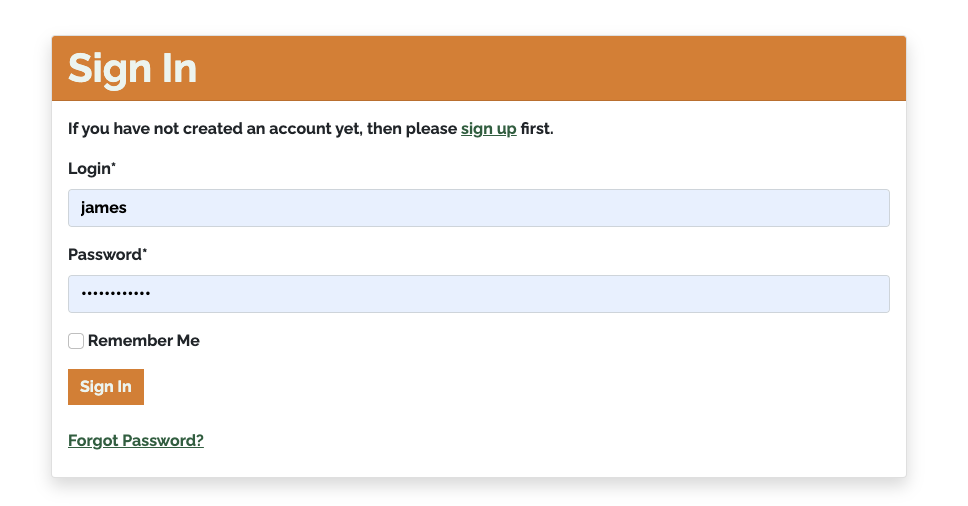 Sign In
If you have not created an account yet, then please sign up first.
Login*
james
Password*
••••••••••••
Remember Me
Sign In
Forgot Password?